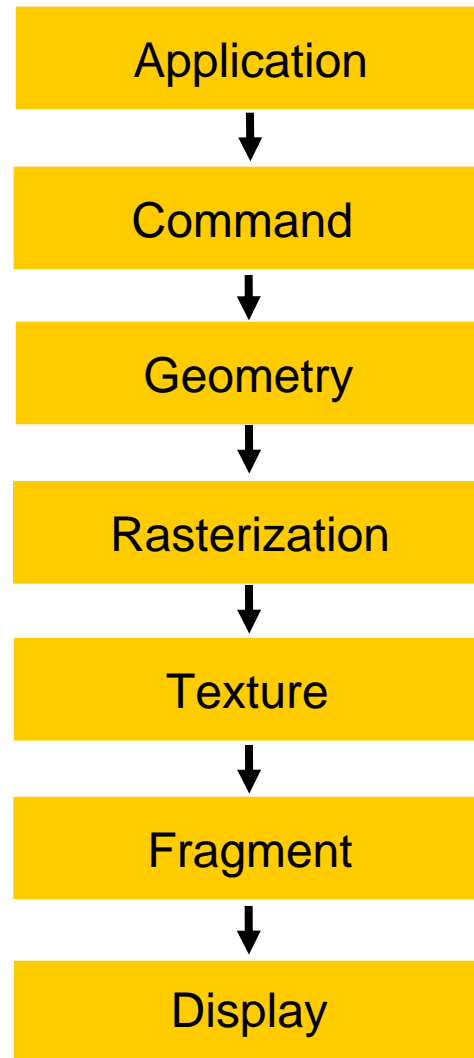 Application
Command
Geometry
Rasterization
Texture
Fragment
Display